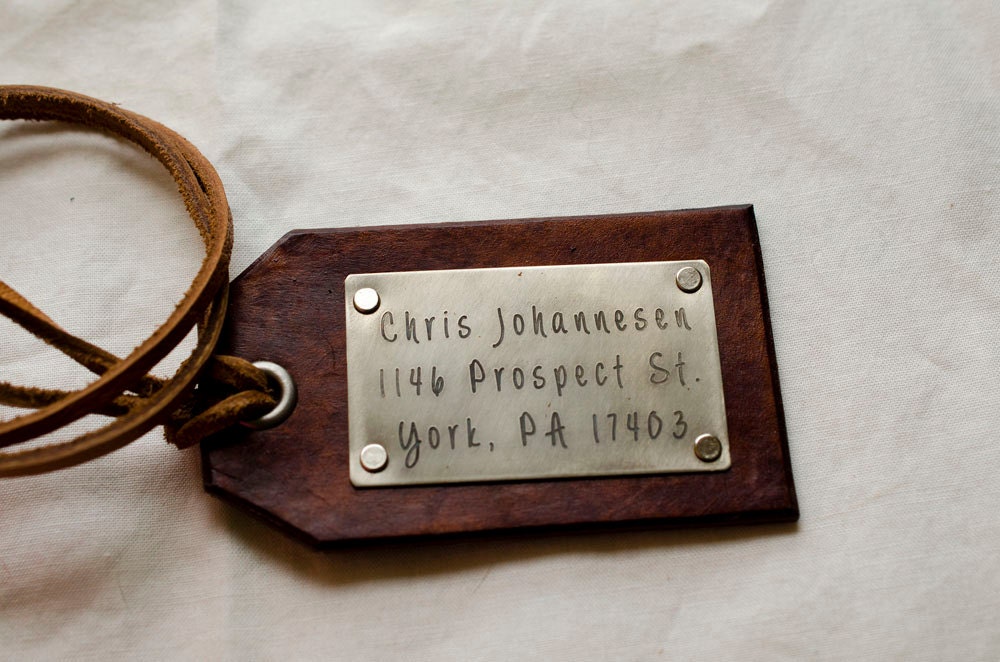 Chris Johannesen
1146 Prospect St.
York, PA 17403